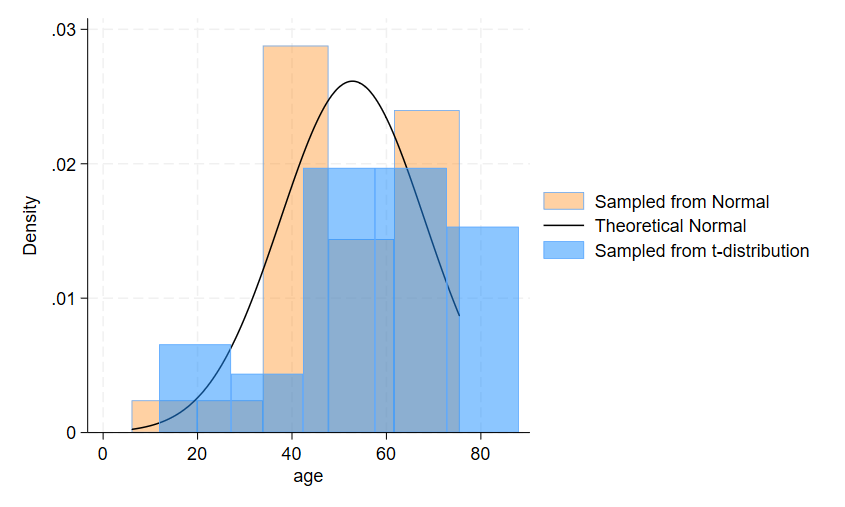 .03
.02
.01
0
Density
0 20 40 60 80
age
Sampled from Normal
Theoretical Normal
Sampled from t-distribution